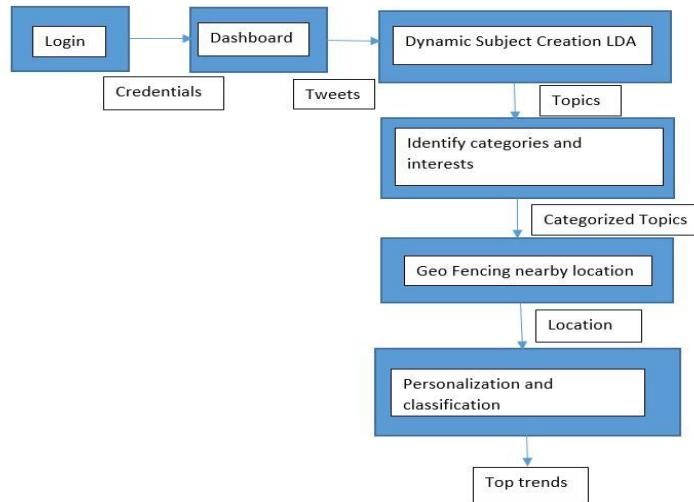 Login
Dashboard
Dynamic Subject Creation LDA
Credentials
Tweets
Topics
Identify categories and
interests
Categorized Topics
Geo Fencing nearby location
Location
Personalization and
classification
Top trends